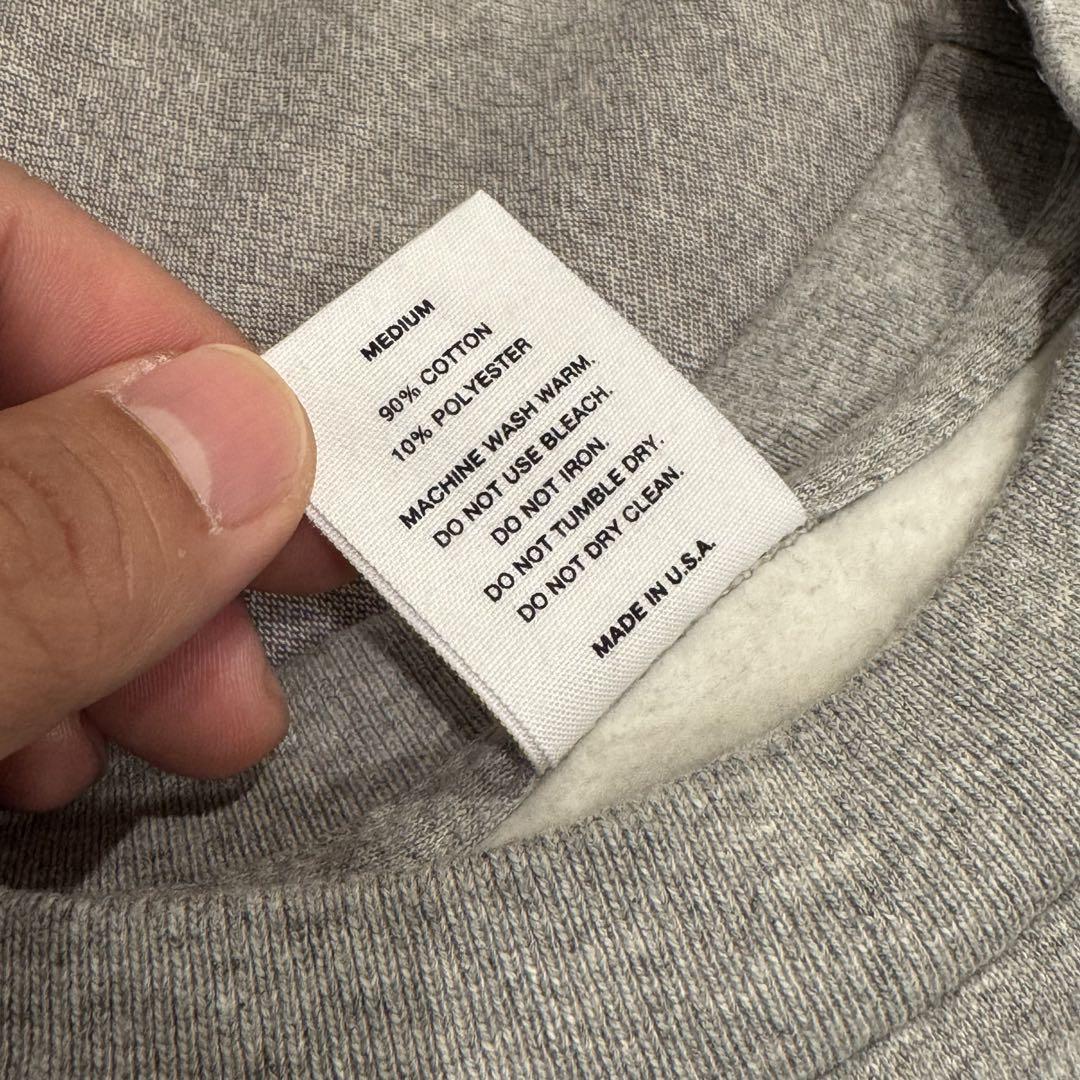 MEDIUM
90% COTTON
10% POLYESTER
MACHINE WASH WARM.
DO NOT USE BLEACH.
DO NOT IRON.
DO NOT TUMBLE DRY.
DO NOT DRY CLEAN.
MADE IN U.S.A.